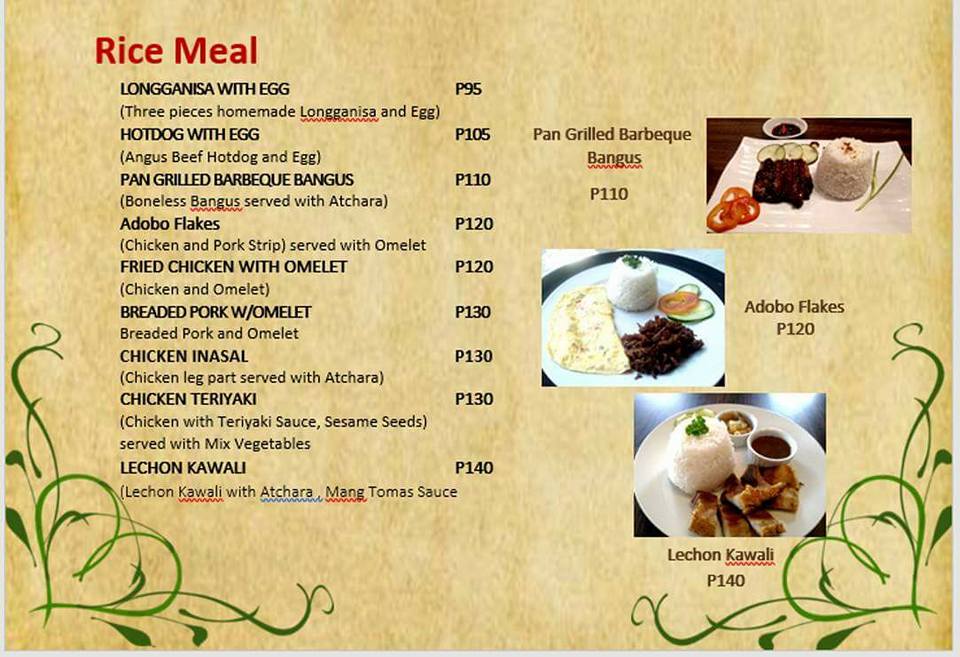 Rice Meal
LONGGANISA WITH EGG P95
(Three pieces homemade Longganisa and Egg)
HOTDOG WITH EGG P105
(Angus Beef Hotdog and Egg)
PAN GRILLED BARBEQUE BANGUS P110
(Boneless Bangus served with Atchara)
Adobo Flakes P120
(Chicken and Pork Strip) served with Omelet
FRIED CHICKEN WITH OMELET P120
(Chicken and Omelet)
BREADED PORK W/OMELET P130
Breaded Pork and Omelet
CHICKEN INASAL P130
(Chicken leg part served with Atchara)
CHICKEN TERIYAKI P130
(Chicken with Teriyaki Sauce, Sesame Seeds)
served with Mix Vegetables
LECHON KAWALI P140
(Lechon Kawali with Atchara , Mang Tomas Sauce
Pan Grilled Barbeque
Bangus
P110
Adobo Flakes
P120
Lechon Kawali
P140